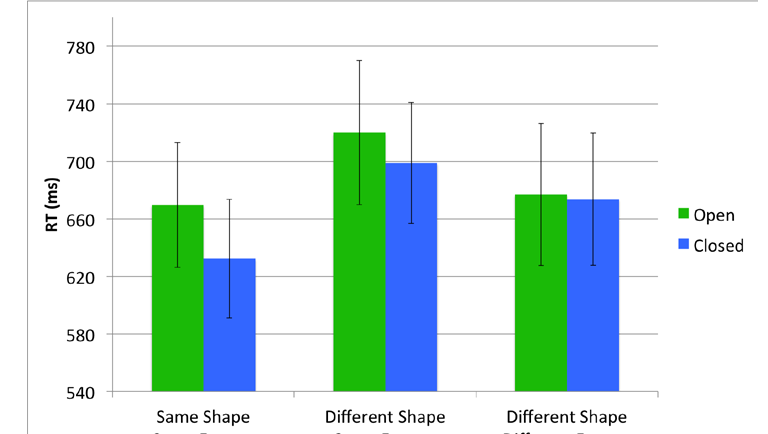 780
740
700
660
620
580
540
RT (ms)
Open
Closed
Same Shape
Different Shape
Different Shape